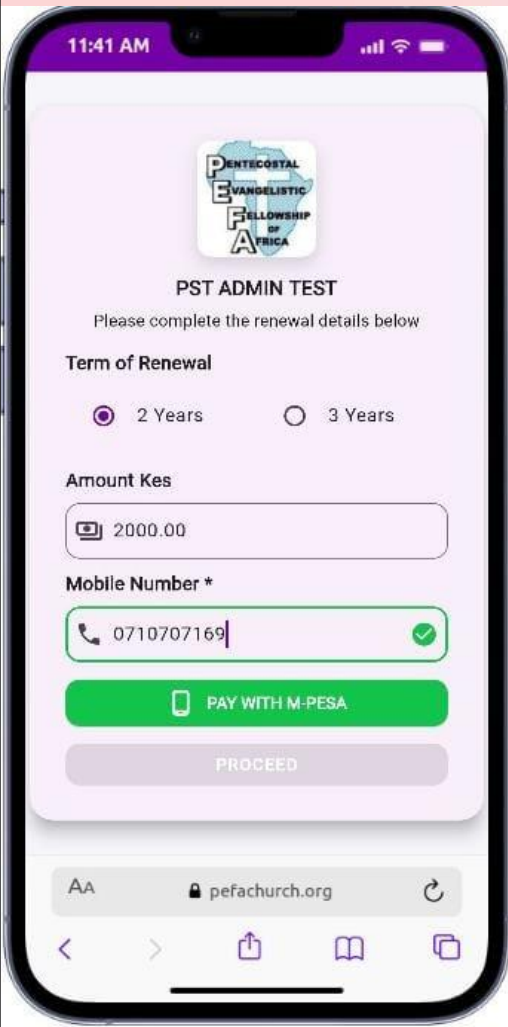 11:41 AM
PENTECOSTAL
EVANGELISTIC
FELLOWSHIP
OF
AFRICA
PST ADMIN TEST
Please complete the renewal details below
Term of Renewal
2 Years 3 Years
Amount Kes
2000.00
Mobile Number *
0710707169
PAY WITH M-PESA
PROCEED
AA pefachurch.org